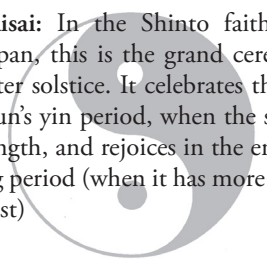 isai: In the Shinto faith
pan, this is the grand cere
ter solstice. It celebrates th
un's yin period, when the s
ngth, and rejoices in the en
g period (when it has more
st)